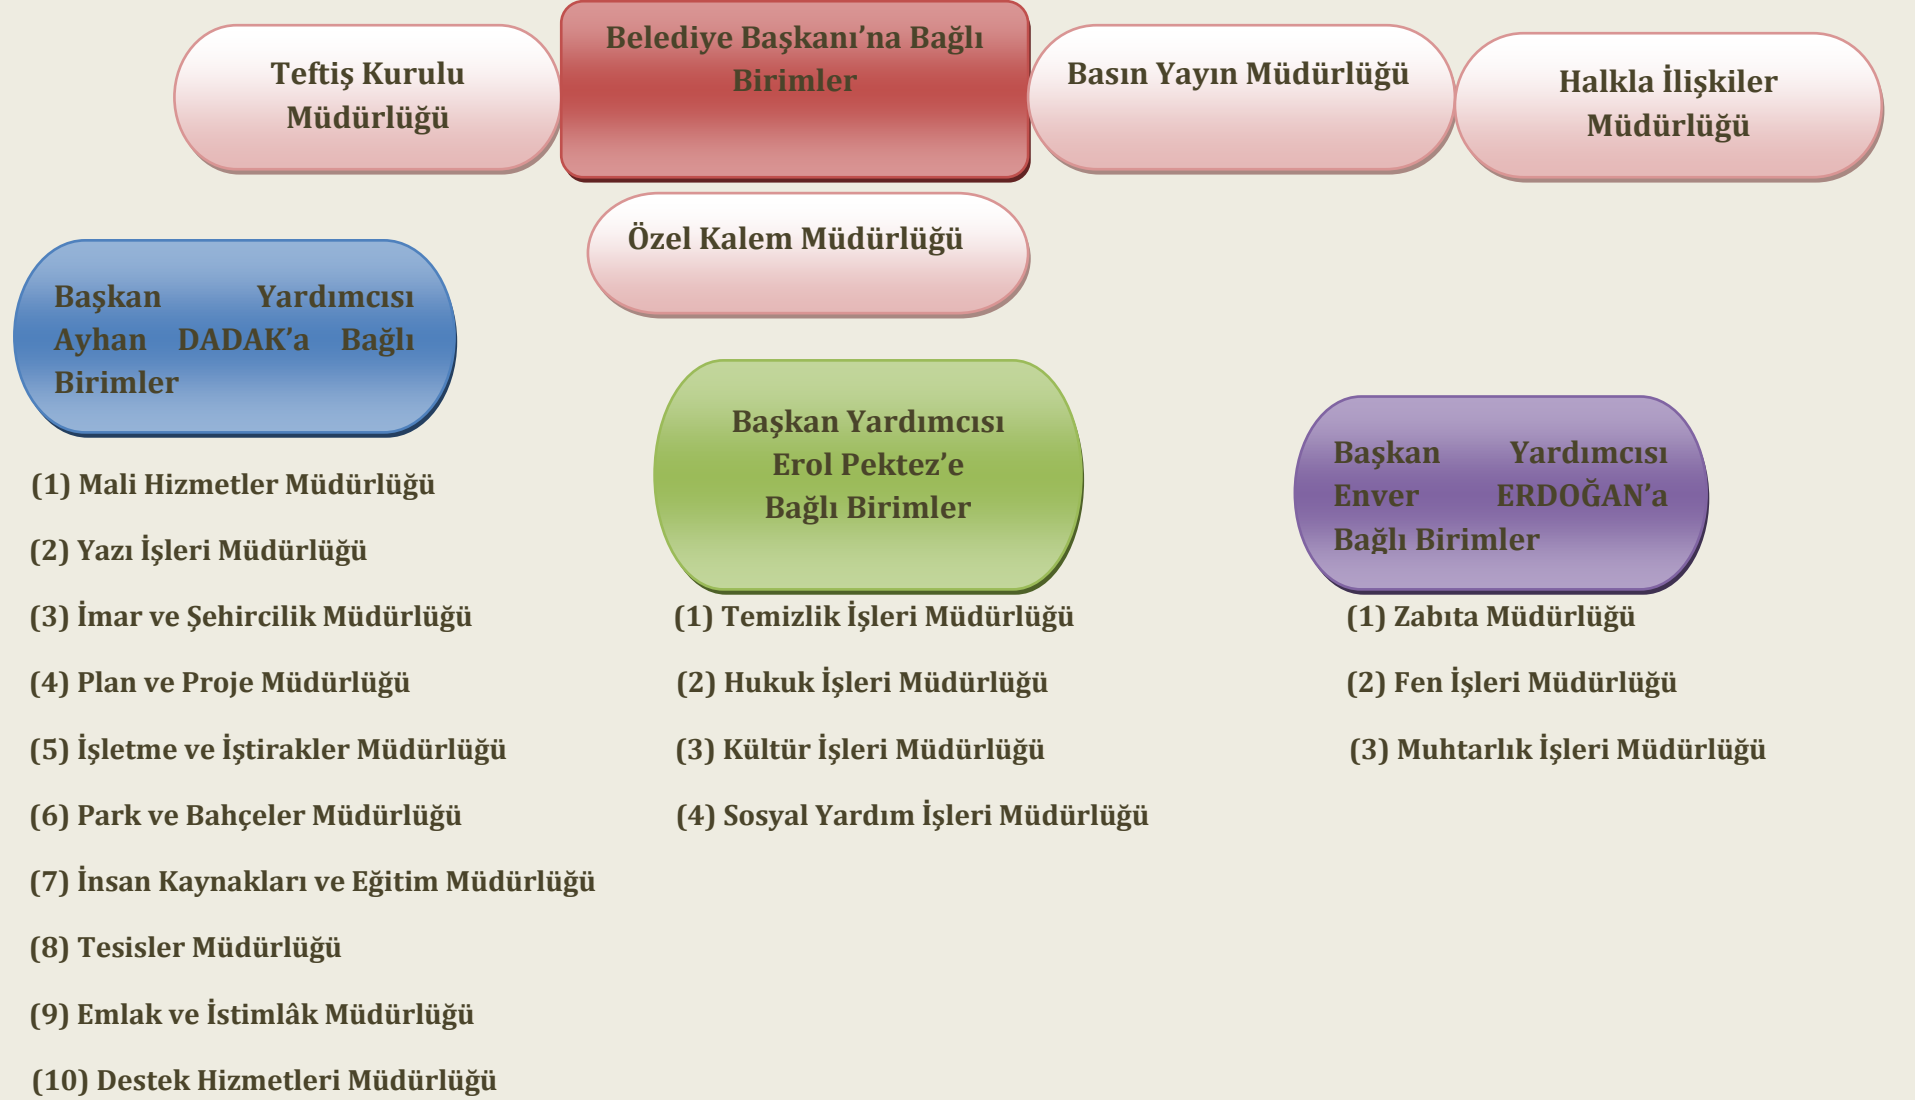 Belediye Başkanı’na Bağlı
Birimler
Teftiş Kurulu
Müdürlüğü
Basın Yayın Müdürlüğü
Halkla İlişkiler
Müdürlüğü
Özel Kalem Müdürlüğü
Başkan Yardımcısı
Ayhan DADAK’a Bağlı
Birimler
(1) Mali Hizmetler Müdürlüğü
(2) Yazı İşleri Müdürlüğü
(3) İmar ve Şehircilik Müdürlüğü
(4) Plan ve Proje Müdürlüğü
(5) İşletme ve İştirakler Müdürlüğü
(6) Park ve Bahçeler Müdürlüğü
(7) İnsan Kaynakları ve Eğitim Müdürlüğü
(8) Tesisler Müdürlüğü
(9) Emlak ve İstimlâk Müdürlüğü
(10) Destek Hizmetleri Müdürlüğü
Başkan Yardımcısı
Erol Pektez’e
Bağlı Birimler
(1) Temizlik İşleri Müdürlüğü
(2) Hukuk İşleri Müdürlüğü
(3) Kültür İşleri Müdürlüğü
(4) Sosyal Yardım İşleri Müdürlüğü
Başkan Yardımcısı
Enver ERDOĞAN’a
Bağlı Birimler
(1) Zabıta Müdürlüğü
(2) Fen İşleri Müdürlüğü
(3) Muhtarlık İşleri Müdürlüğü